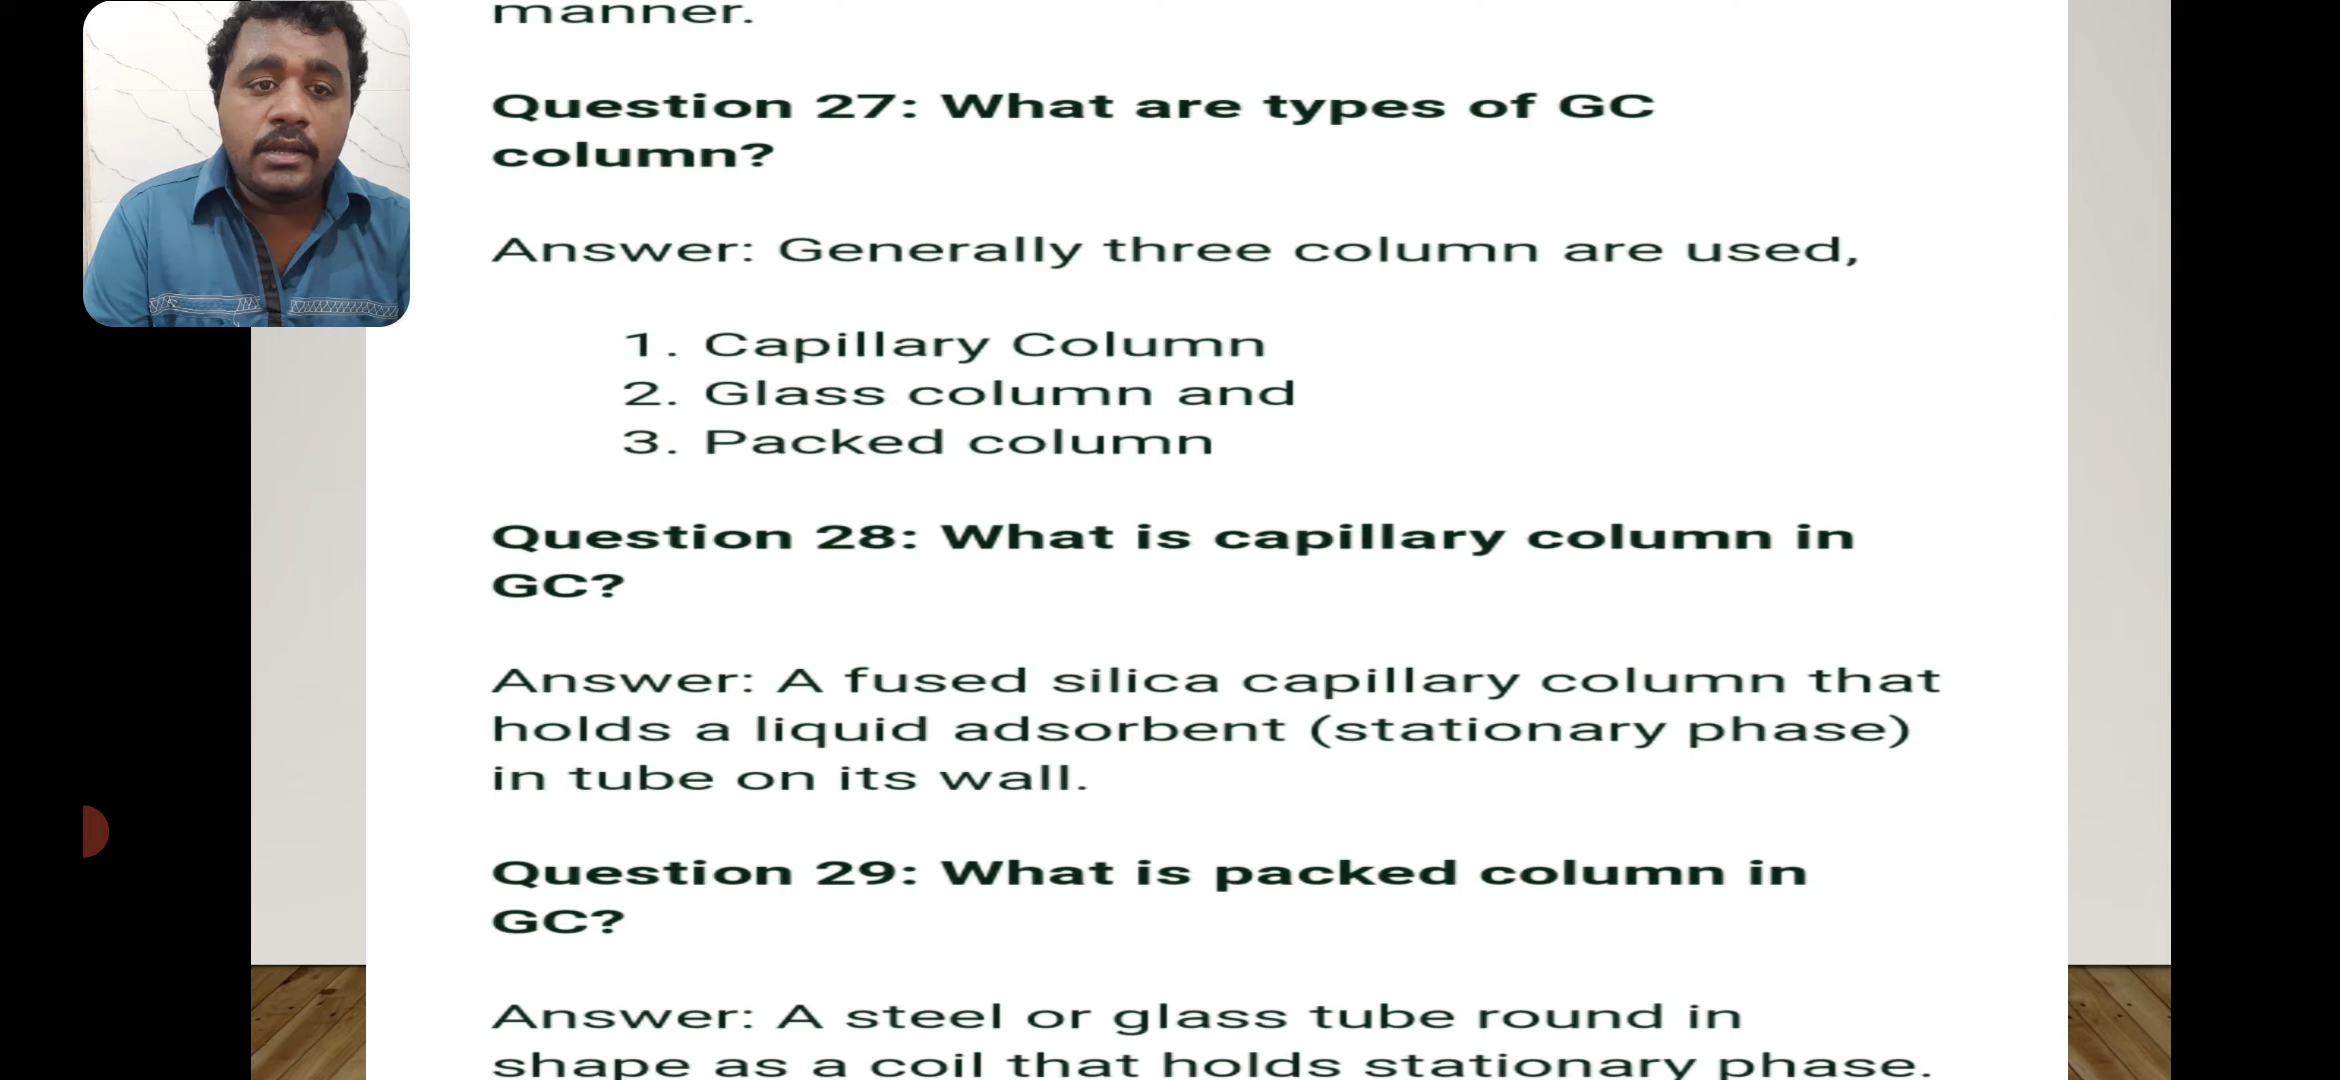 manner.
Question 27: What are types of GC
column?
Answer: Generally three column are used,
1. Capillary Column
2. Glass column and
3. Packed column
Question 28: What is capillary column in
GC?
Answer: A fused silica capillary column that
holds a liquid adsorbent (stationary phase)
in tube on its wall.
Question 29: What is packed column in
GC?
Answer: A steel or glass tube round in
shape as a coil that holds stationary phase.